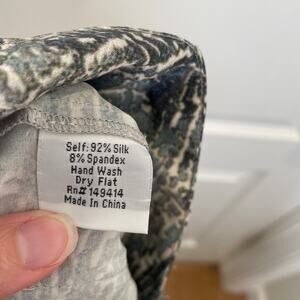 Self: 92% Silk
8% Spandex
Hand Wash
Dry Flat
Rn# 149414
Made In China